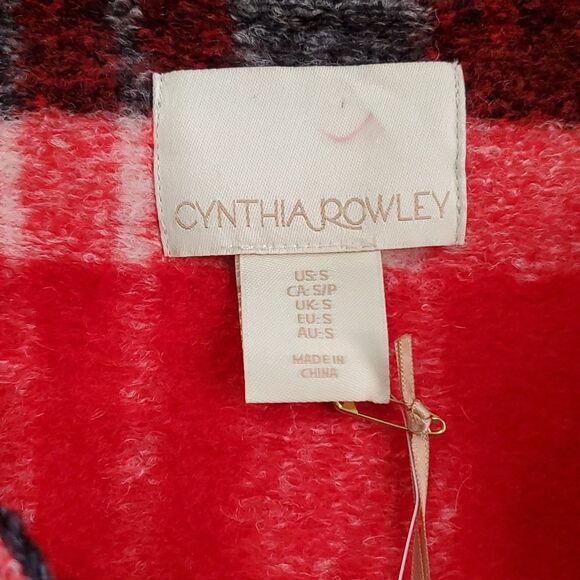 CYNTHIA ROWLEY
US: S
CA: S/P
UK: S
EU: S
AU: S
MADE IN
CHINA